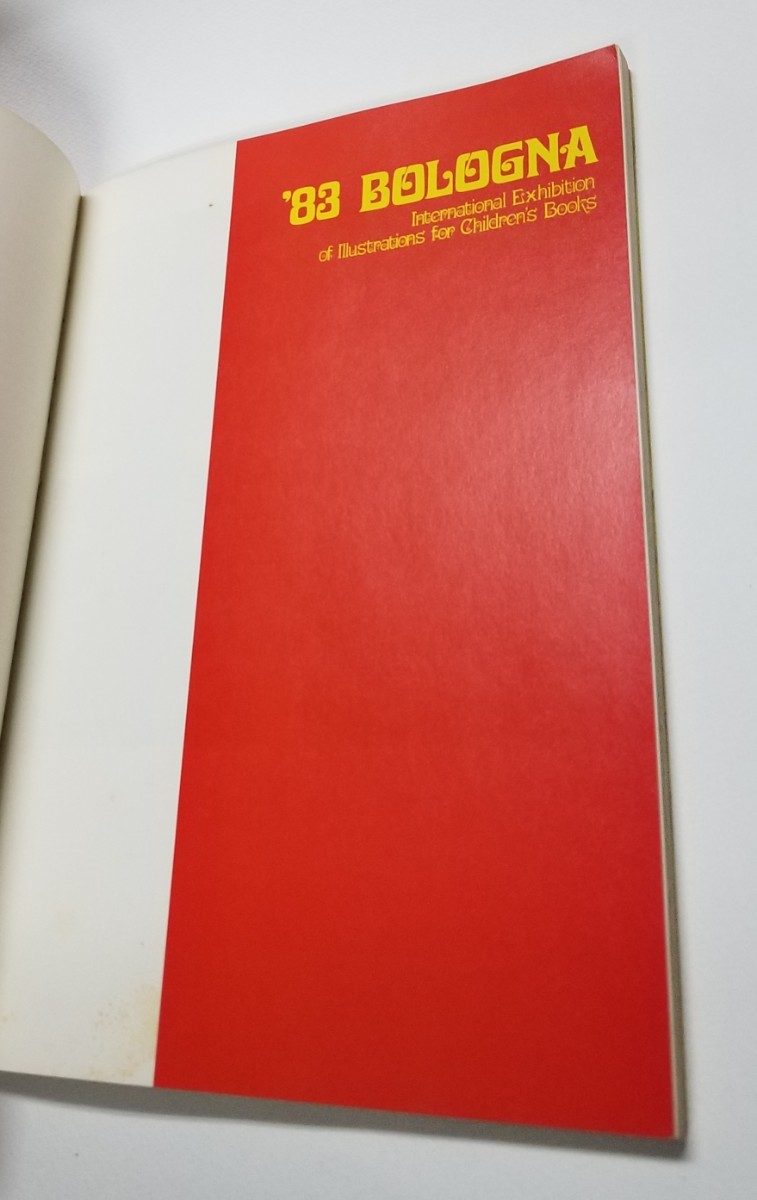 '83 BOLOGNA
International Exhibition
of Illustrations for Children's Books